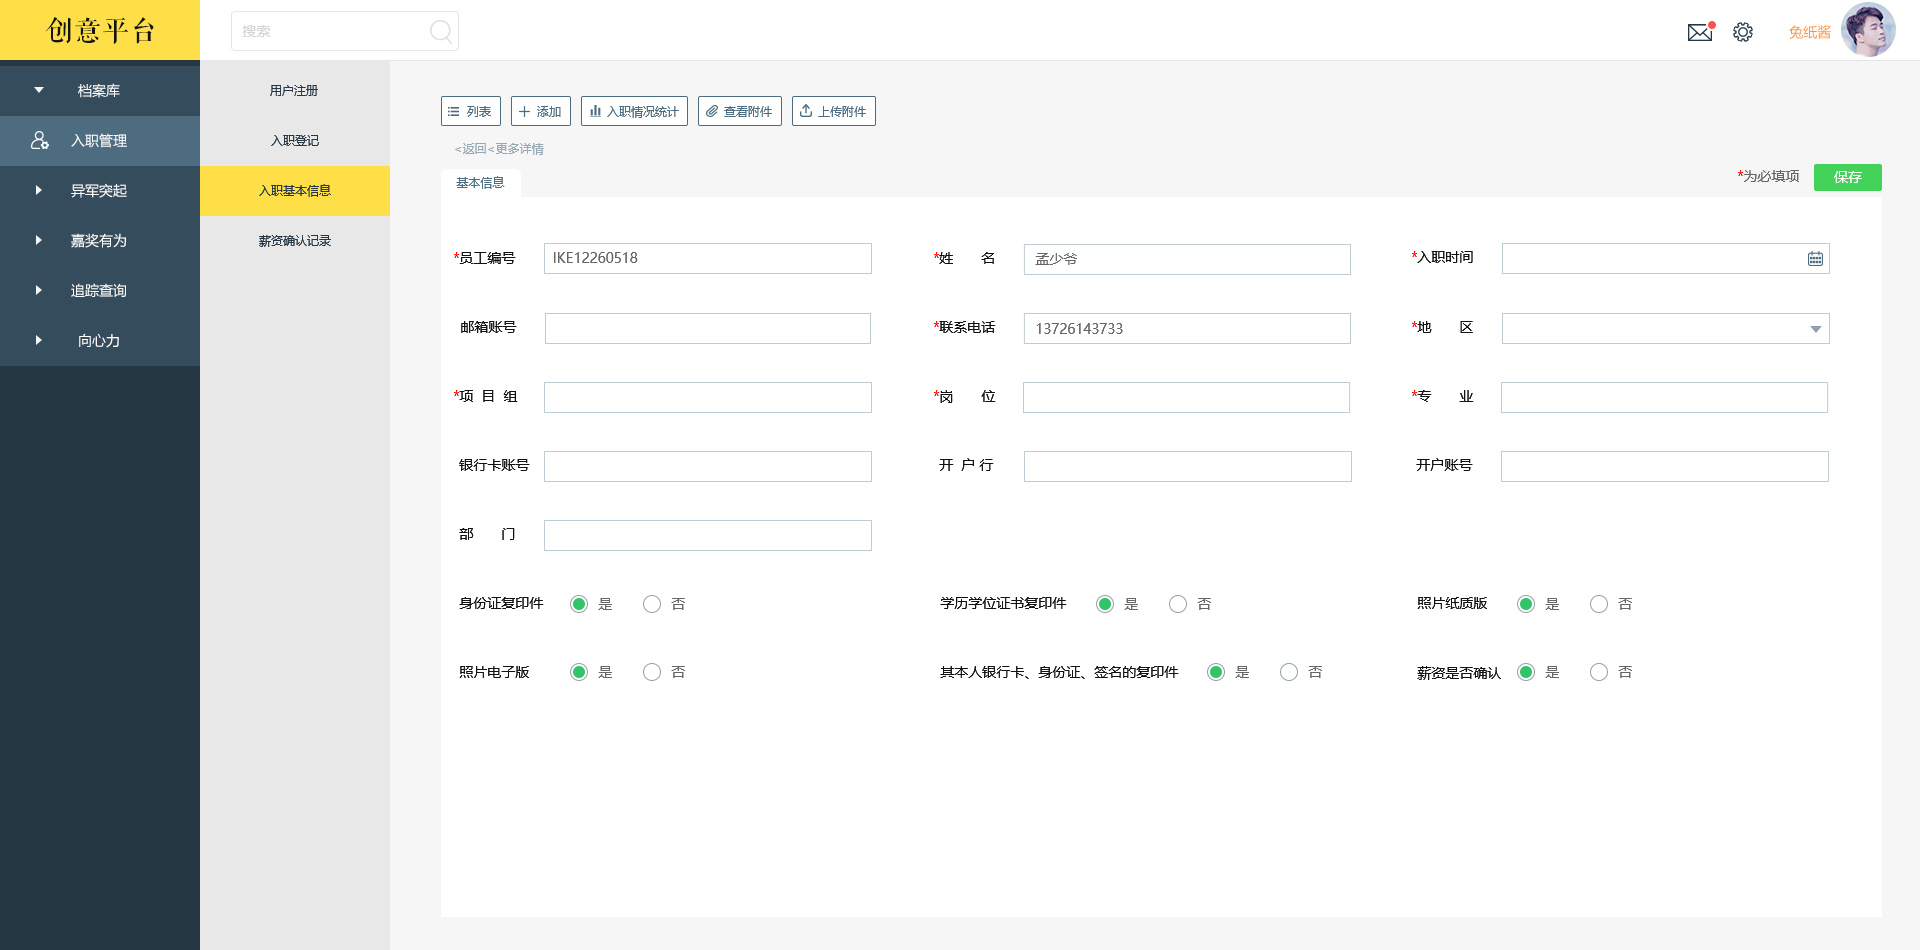 创意平台
搜索
兔纸酱
档案库
入职管理
异军突起
嘉奖有为
追踪查询
向心力
用户注册
入职登记
入职基本信息
薪资确认记录
列表 添加 入职情况统计 查看附件 上传附件
<返回<更多详情
基本信息
*为必填项 保存
*员工编号 IKE12260518 *姓 名 孟少爷 *入职时间
邮箱账号 *联系电话 13726143733 *地 区
*项 目 组 *岗 位 *专 业
银行卡账号 开 户 行 开户账号
部 门
身份证复印件 是 否 学历学位证书复印件 是 否 照片纸质版 是 否
照片电子版 是 否 其本人银行卡、身份证、签名的复印件 是 否 薪资是否确认 是 否